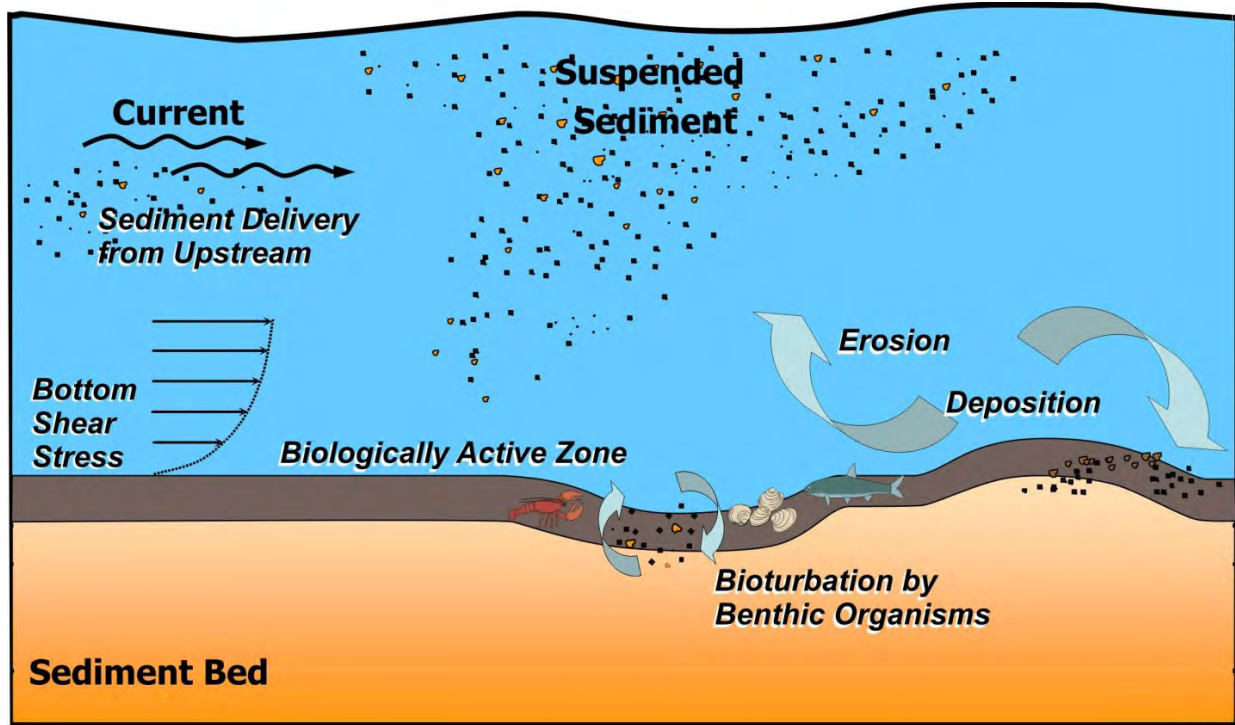 Suspended
Sediment
Current
Sediment Delivery
from Upstream
Erosion
Deposition
Bottom
Shear
Stress
Biologically Active Zone
Bioturbation by
Benthic Organisms
Sediment Bed